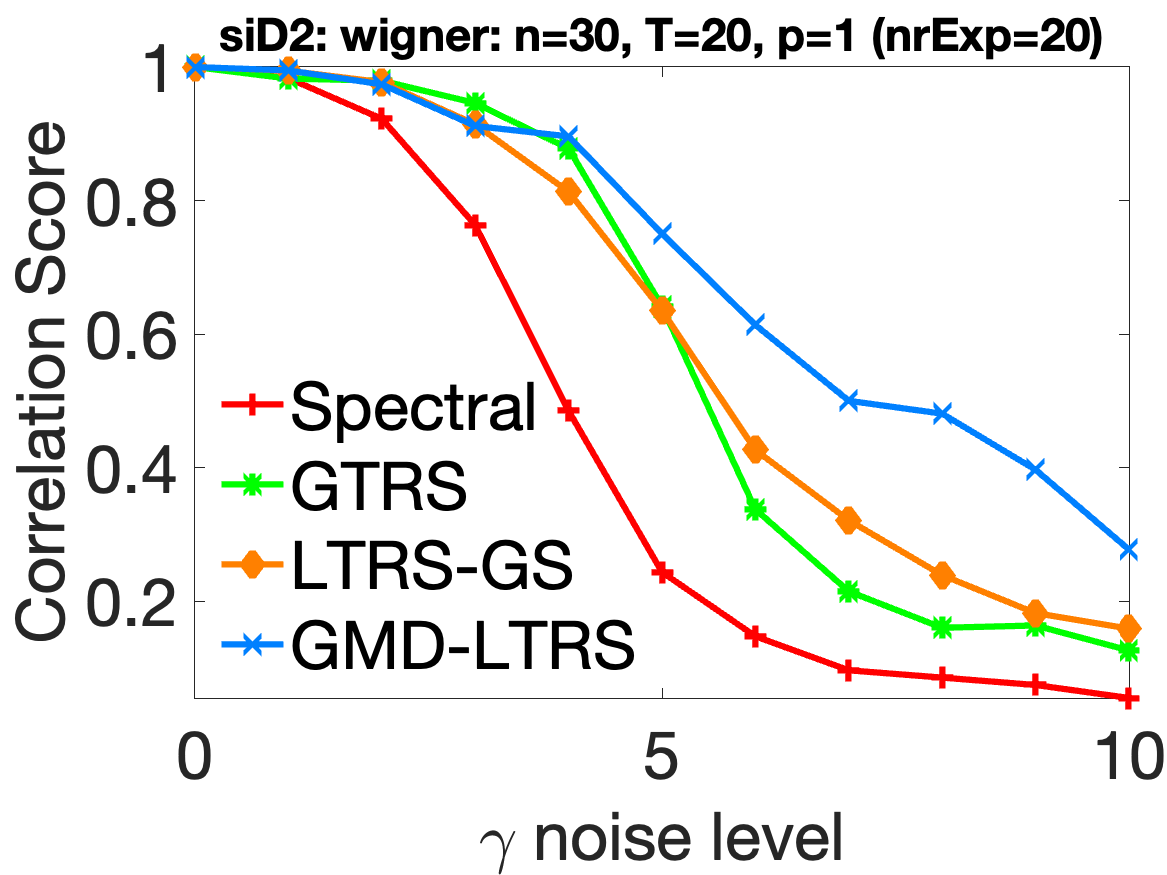 siD2: wigner: n=30, T=20, p=1 (nrExp=20)
1
0.8
0.6
0.4
0.2
Correlation Score
Spectral
GTRS
LTRS-GS
GMD-LTRS
0 5 10
γ noise level